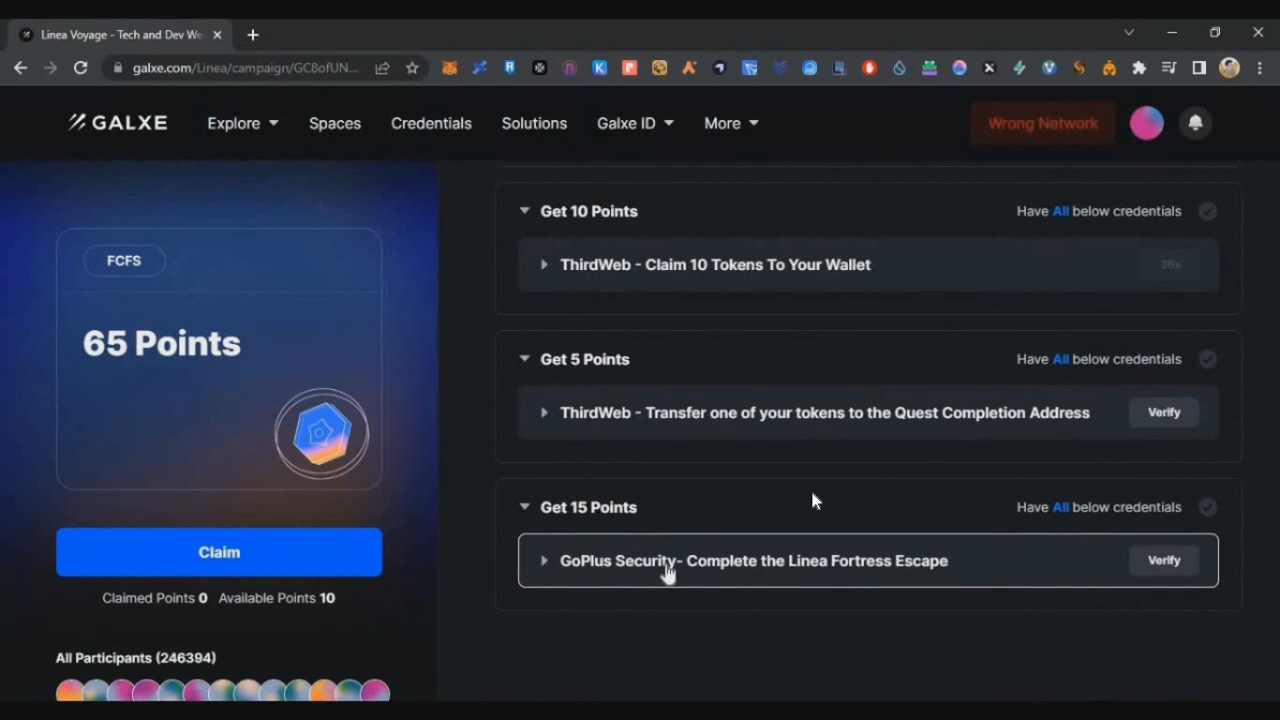 Linea Voyage - Tech and Dev We
galxe.com/Linea/campaign/GC8ofUN...
GALXE
Explore
Spaces
Credentials
Solutions
Galxe ID
More
Wrong Network
FCFS
65 Points
Claim
Claimed Points 0 Available Points 10
All Participants (246394)
Get 10 Points
Have All below credentials
ThirdWeb - Claim 10 Tokens To Your Wallet
Get 5 Points
Have All below credentials
ThirdWeb - Transfer one of your tokens to the Quest Completion Address
Verify
Get 15 Points
Have All below credentials
GoPlus Security- Complete the Linea Fortress Escape
Verify